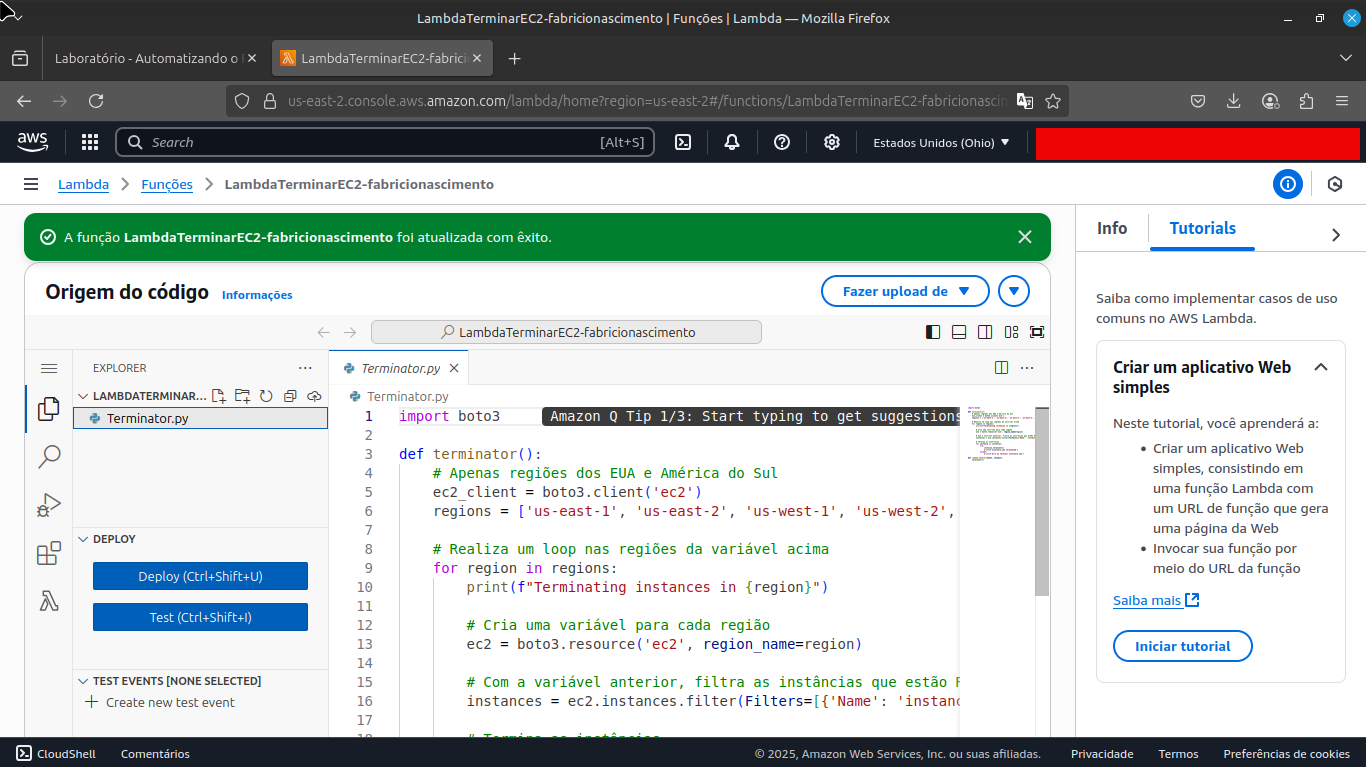 LambdaTerminarEC2-fabricionascimento | Funções | Lambda — Mozilla Firefox
Laboratório - Automatizando o
LambdaTerminarEC2-fabrici
us-east-2.console.aws.amazon.com/lambda/home?region=us-east-2#/functions/LambdaTerminarEC2-fabricionascim
aws
Search
[Alt+S]
Estados Unidos (Ohio)
Lambda
Funções
LambdaTerminarEC2-fabricionascimento
A função LambdaTerminarEC2-fabricionascimento foi atualizada com êxito.
Origem do código
Informações
Fazer upload de
LambdaTerminarEC2-fabricionascimento
EXPLORER
LAMBDATERMINAR...
Terminator.py
DEPLOY
Deploy (Ctrl+Shift+U)
Test (Ctrl+Shift+I)
TEST EVENTS [NONE SELECTED]
Create new test event
Terminator.py
Terminator.py
1 import boto3 Amazon Q Tip 1/3: Start typing to get suggestions
2
3 def terminator():
4 # Apenas regiões dos EUA e América do Sul
5 ec2_client = boto3.client('ec2')
6 regions = ['us-east-1', 'us-east-2', 'us-west-1', 'us-west-2',
7
8 # Realiza um loop nas regiões da variável acima
9 for region in regions:
10 print(f"Terminating instances in {region}")
11
12 # Cria uma variável para cada região
13 ec2 = boto3.resource('ec2', region_name=region)
14
15 # Com a variável anterior, filtra as instâncias que estão
16 instances = ec2.instances.filter(Filters=[{'Name': 'instanc
17
Info
Tutorials
Saiba como implementar casos de uso
comuns no AWS Lambda.
Criar um aplicativo Web
simples
Neste tutorial, você aprenderá a:
• Criar um aplicativo Web
simples, consistindo em
uma função Lambda com
um URL de função que gera
uma página da Web
• Invocar sua função por
meio do URL da função
Saiba mais
Iniciar tutorial
CloudShell
Comentários
© 2025, Amazon Web Services, Inc. ou suas afiliadas.
Privacidade
Termos
Preferências de cookies